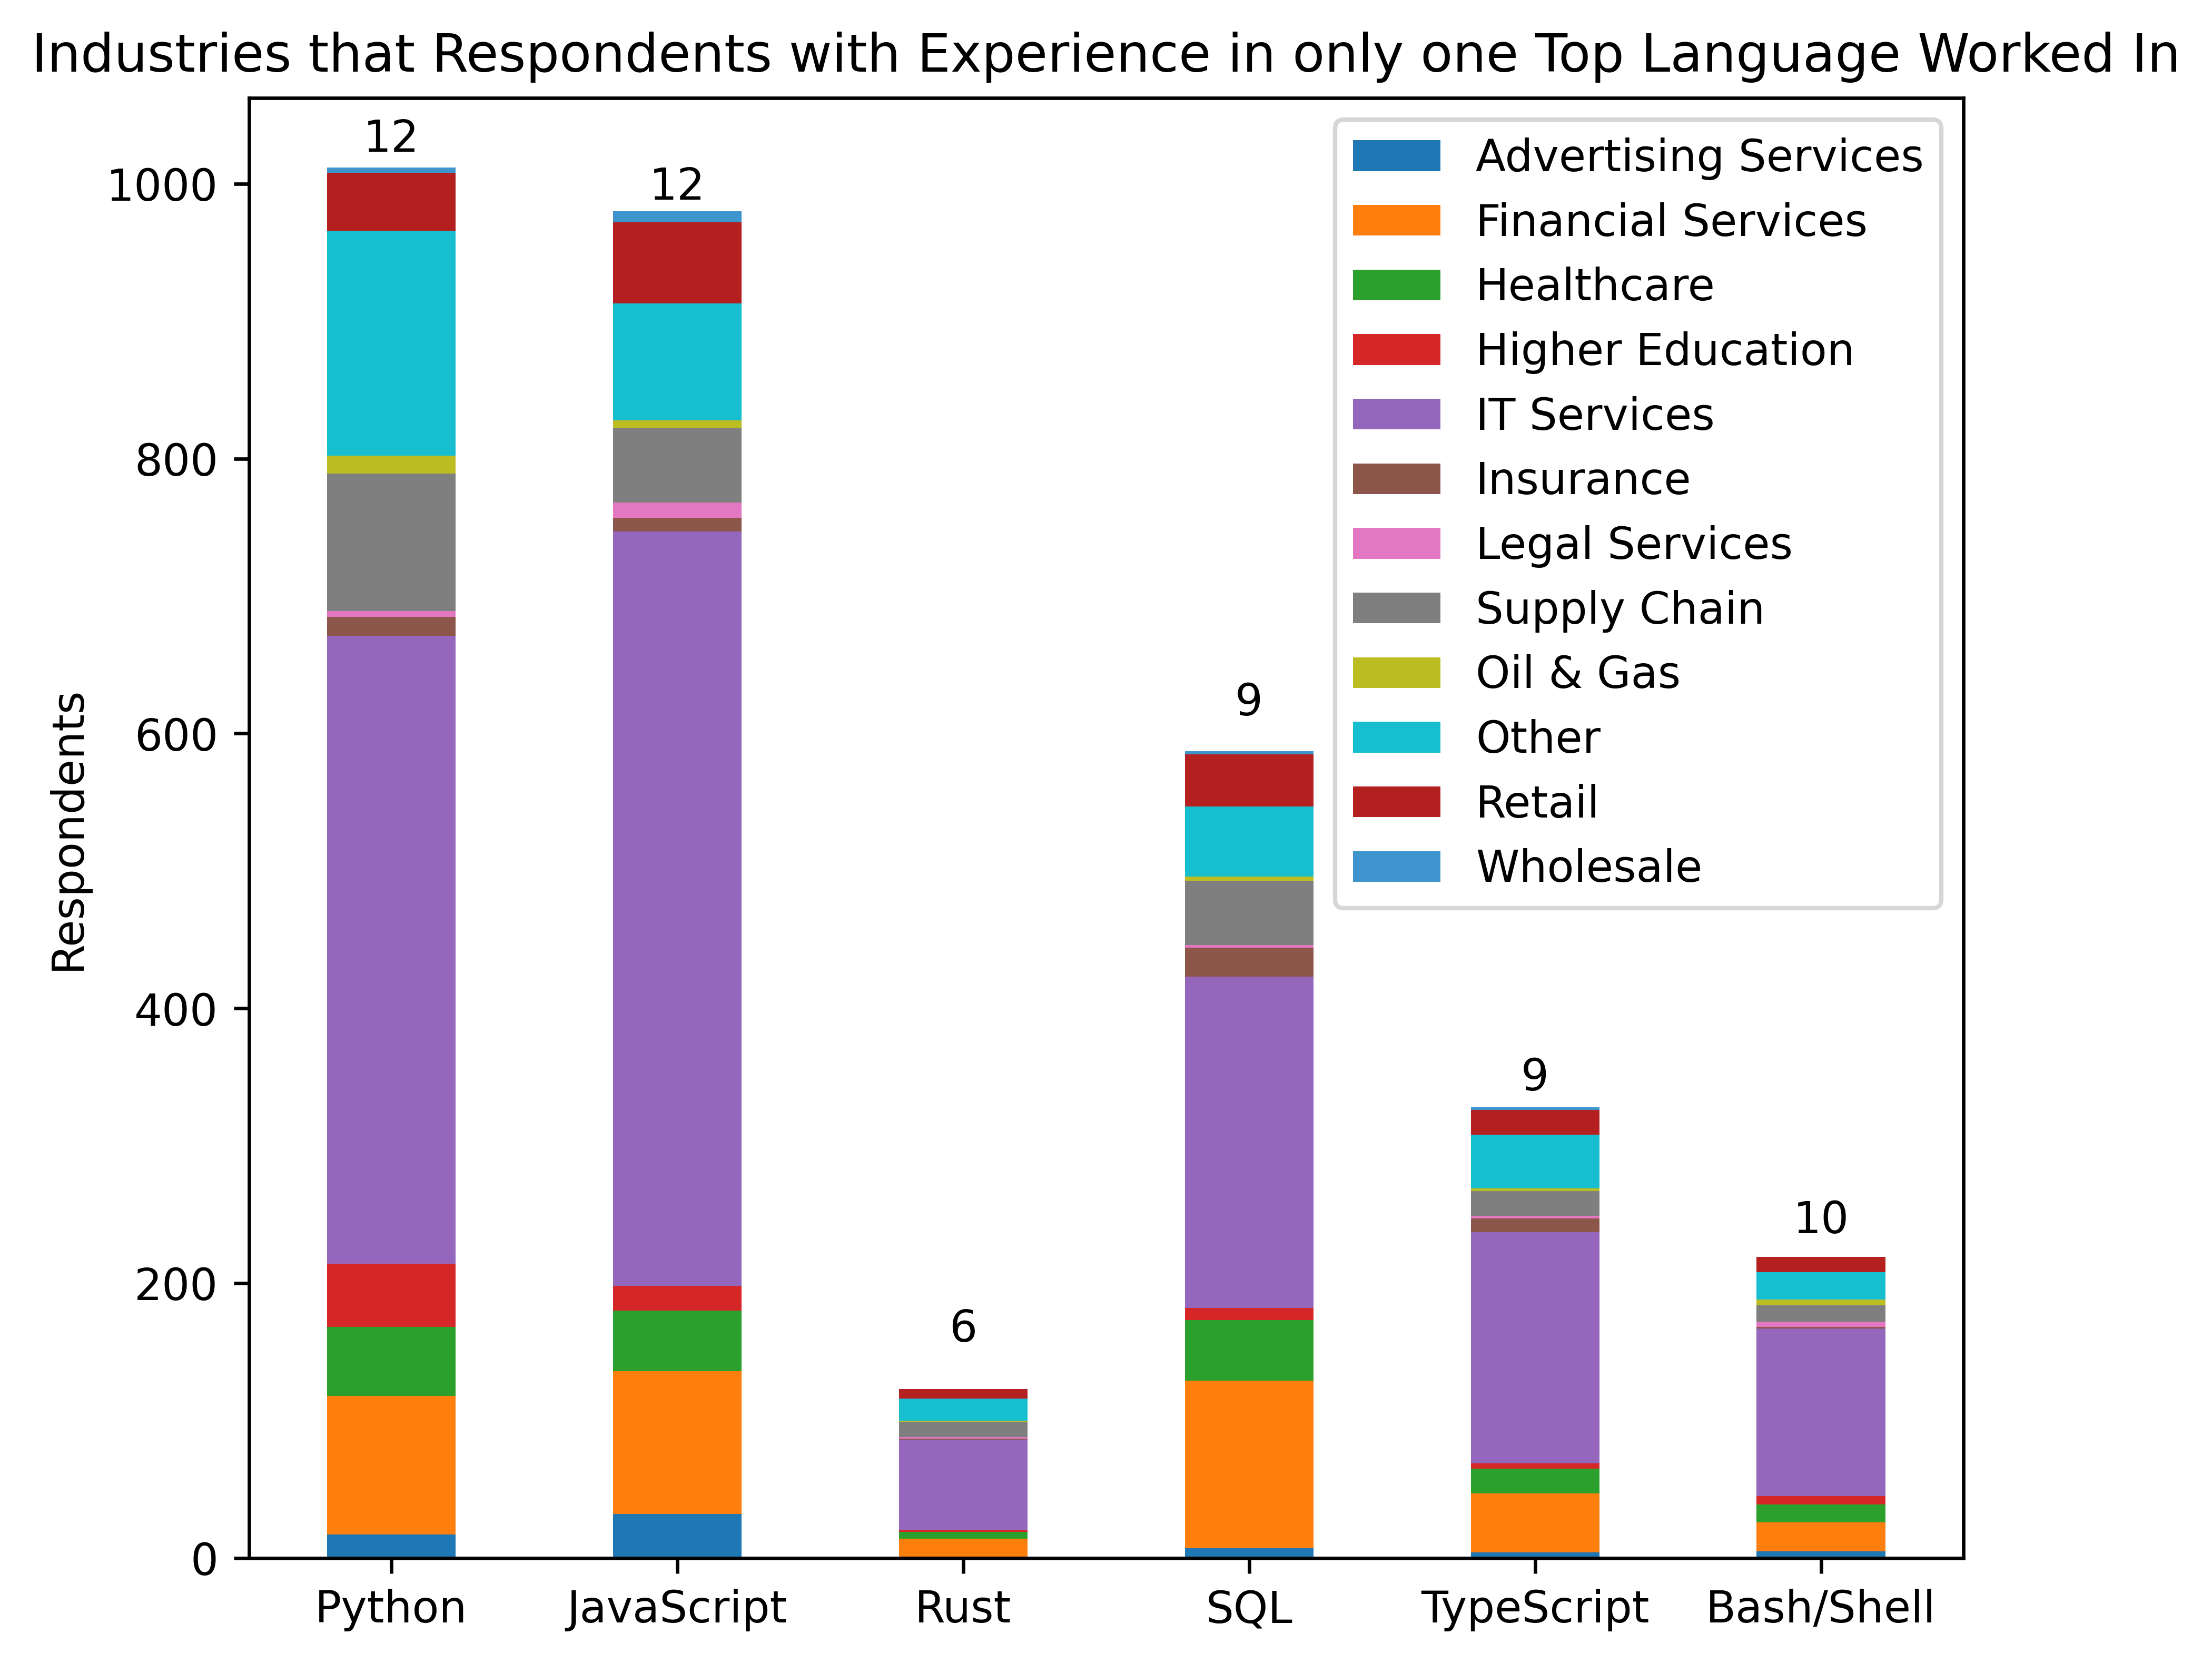 Industries that Respondents with Experience in only one Top Language Worked In
12
12
9
9
10
6
1000
800
600
400
200
0
Respondents
Python
JavaScript
Rust
SQL
TypeScript
Bash/Shell
Advertising Services
Financial Services
Healthcare
Higher Education
IT Services
Insurance
Legal Services
Supply Chain
Oil & Gas
Other
Retail
Wholesale